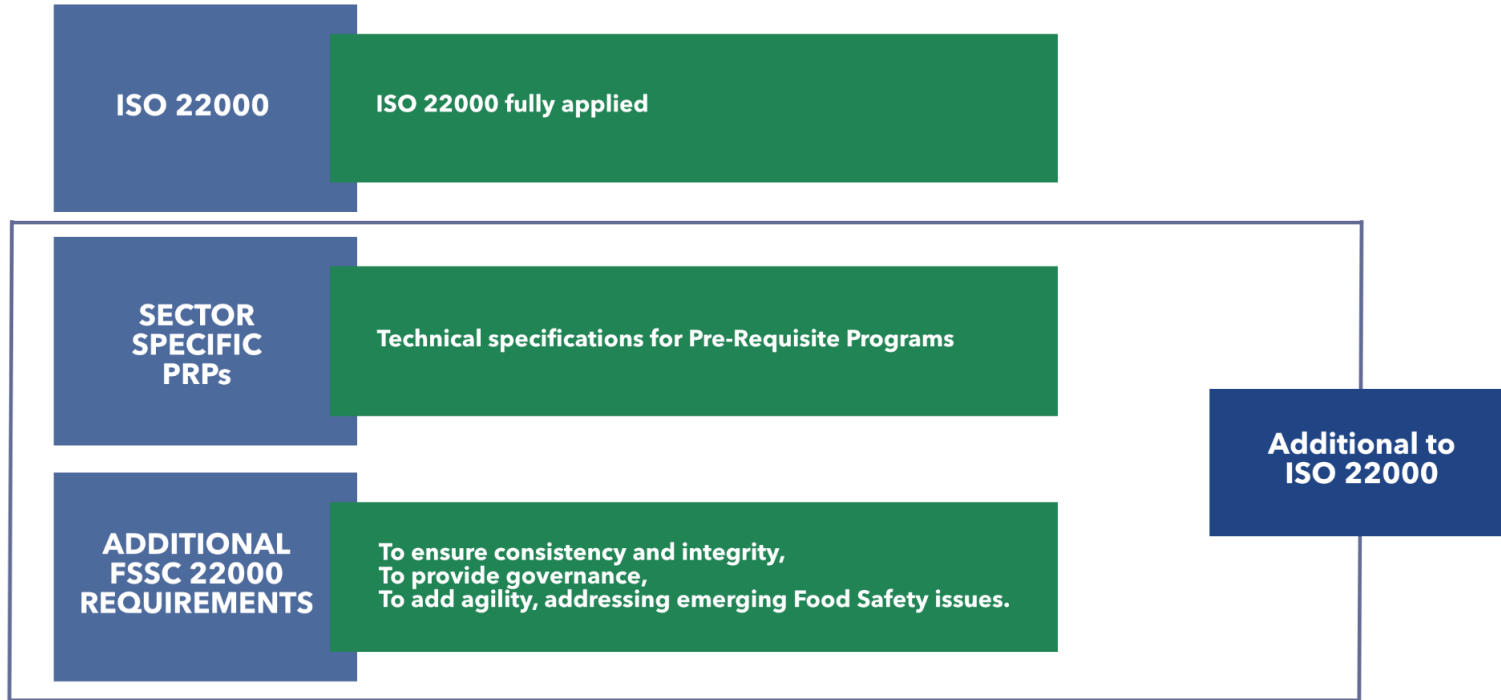 ISO 22000
ISO 22000 fully applied
SECTOR
SPECIFIC
PRPs
Technical specifications for Pre-Requisite Programs
Additional to
ISO 22000
ADDITIONAL
FSSC 22000
REQUIREMENTS
To ensure consistency and integrity,
To provide governance,
To add agility, addressing emerging Food Safety issues.